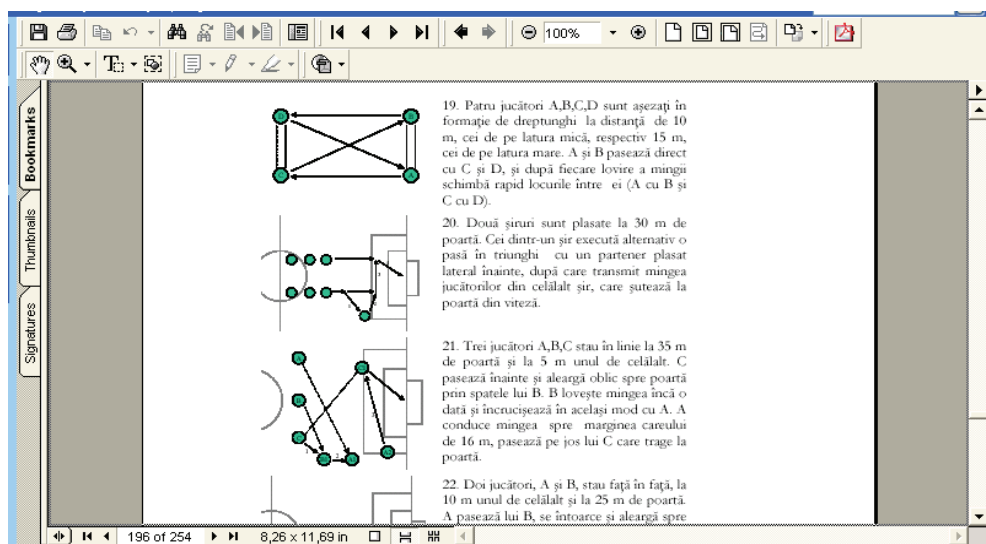 100%
Bookmarks
Thumbnails
Signatures
19. Patru jucători A,B,C,D sunt așezați în
formație de dreptunghi la distanță de 10
m, cei de pe latura mică, respectiv 15 m,
cei de pe latura mare. A și B pasează direct
cu C și D, și după fiecare lovire a mingii
schimbă rapid locurile între ei (A cu B și
C cu D).
20. Două șiruri sunt plasate la 30 m de
poartă. Cei dintr-un șir execută alternativ o
pasă în triunghi cu un partener plasat
lateral înainte, după care transmit mingea
jucătorilor din celălalt șir, care șutează la
poartă din viteză.
21. Trei jucători A,B,C stau în linie la 35 m
de poartă și la 5 m unul de celălalt. C
pasează înainte și aleargă oblic spre poartă
prin spatele lui B. B lovește mingea încă o
dată și încrucișează în același mod cu A. A
conduce mingea spre marginea careului
de 16 m, pasează pe jos lui C care trage la
poartă.
22. Doi jucători, A și B, stau față în față, la
10 m unul de celălalt și la 25 m de poartă.
A pasează lui B, se întoarce și aleargă spre
196 of 254
8,26 x 11,69 in